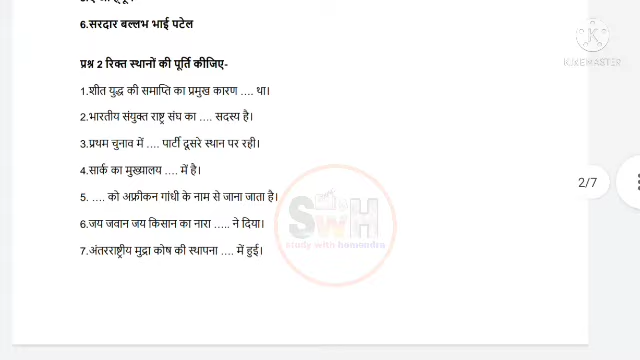 6.सरदार बल्लभ भाई पटेल
प्रश्न 2 रिक्त स्थानों की पूर्ति कीजिए-
1.शीत युद्ध की समाप्ति का प्रमुख कारण .... था।
2.भारतीय संयुक्त राष्ट्र संघ का .... सदस्य है।
3.प्रथम चुनाव में .... पार्टी दूसरे स्थान पर रही।
4.सार्क का मुख्यालय .... में है।
5. .... को अफ्रीकन गांधी के नाम से जाना जाता है।
6.जय जवान जय किसान का नारा ..... ने दिया।
7.अंतरराष्ट्रीय मुद्रा कोष की स्थापना .... में हुई।
SWH
study with homendra
2/7
KINEMASTER